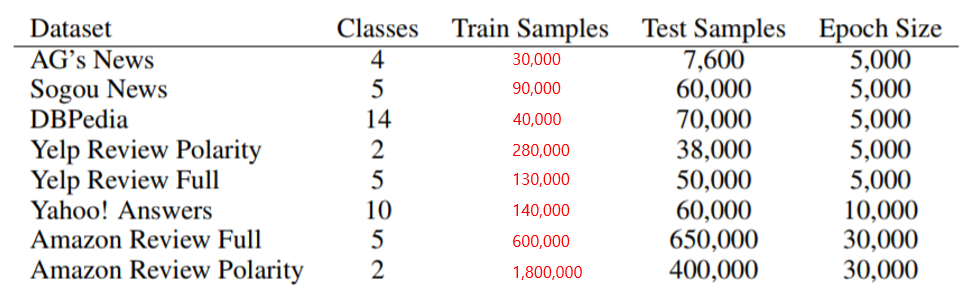 Dataset Classes Train Samples Test Samples Epoch Size
AG's News 4 30,000 7,600 5,000
Sogou News 5 90,000 60,000 5,000
DBPedia 14 40,000 70,000 5,000
Yelp Review Polarity 2 280,000 38,000 5,000
Yelp Review Full 5 130,000 50,000 5,000
Yahoo! Answers 10 140,000 60,000 10,000
Amazon Review Full 5 600,000 650,000 30,000
Amazon Review Polarity 2 1,800,000 400,000 30,000